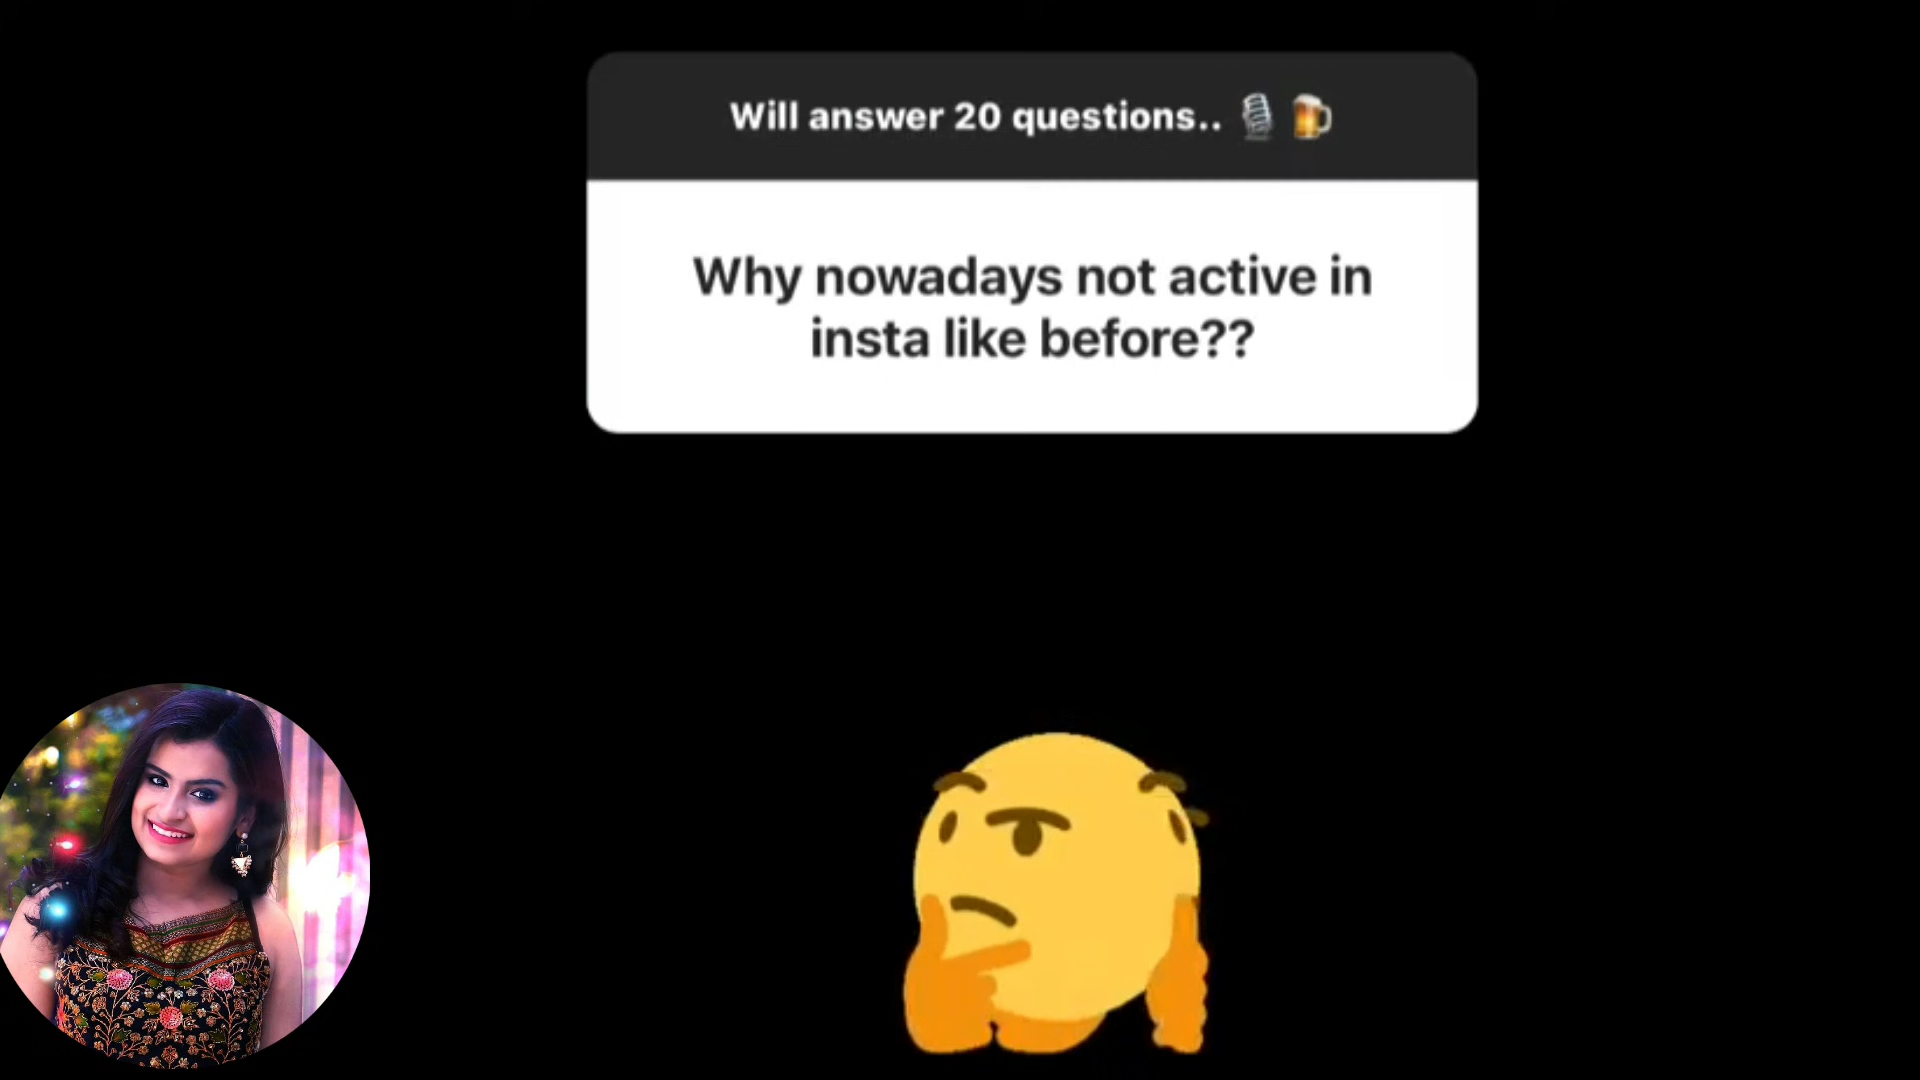 Will answer 20 questions.. 🎙️🍺
Why nowadays not active in
insta like before??